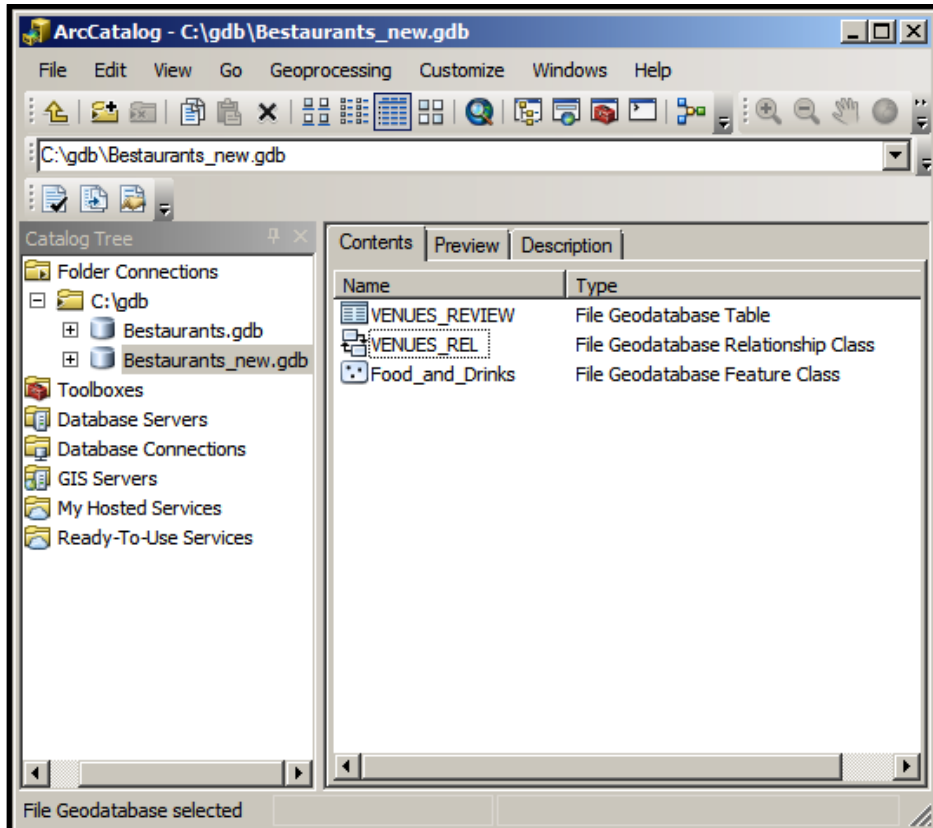 ArcCatalog - C:\gdb\Bestaurants_new.gdb
File Edit View Go Geoprocessing Customize Windows Help
C:\gdb\Bestaurants_new.gdb
Catalog Tree
Folder Connections
C:\gdb
Bestaurants.gdb
Bestaurants_new.gdb
Toolboxes
Database Servers
Database Connections
GIS Servers
My Hosted Services
Ready-To-Use Services
Contents Preview Description
Name Type
VENUES_REVIEW File Geodatabase Table
VENUES_REL File Geodatabase Relationship Class
Food_and_Drinks File Geodatabase Feature Class
File Geodatabase selected